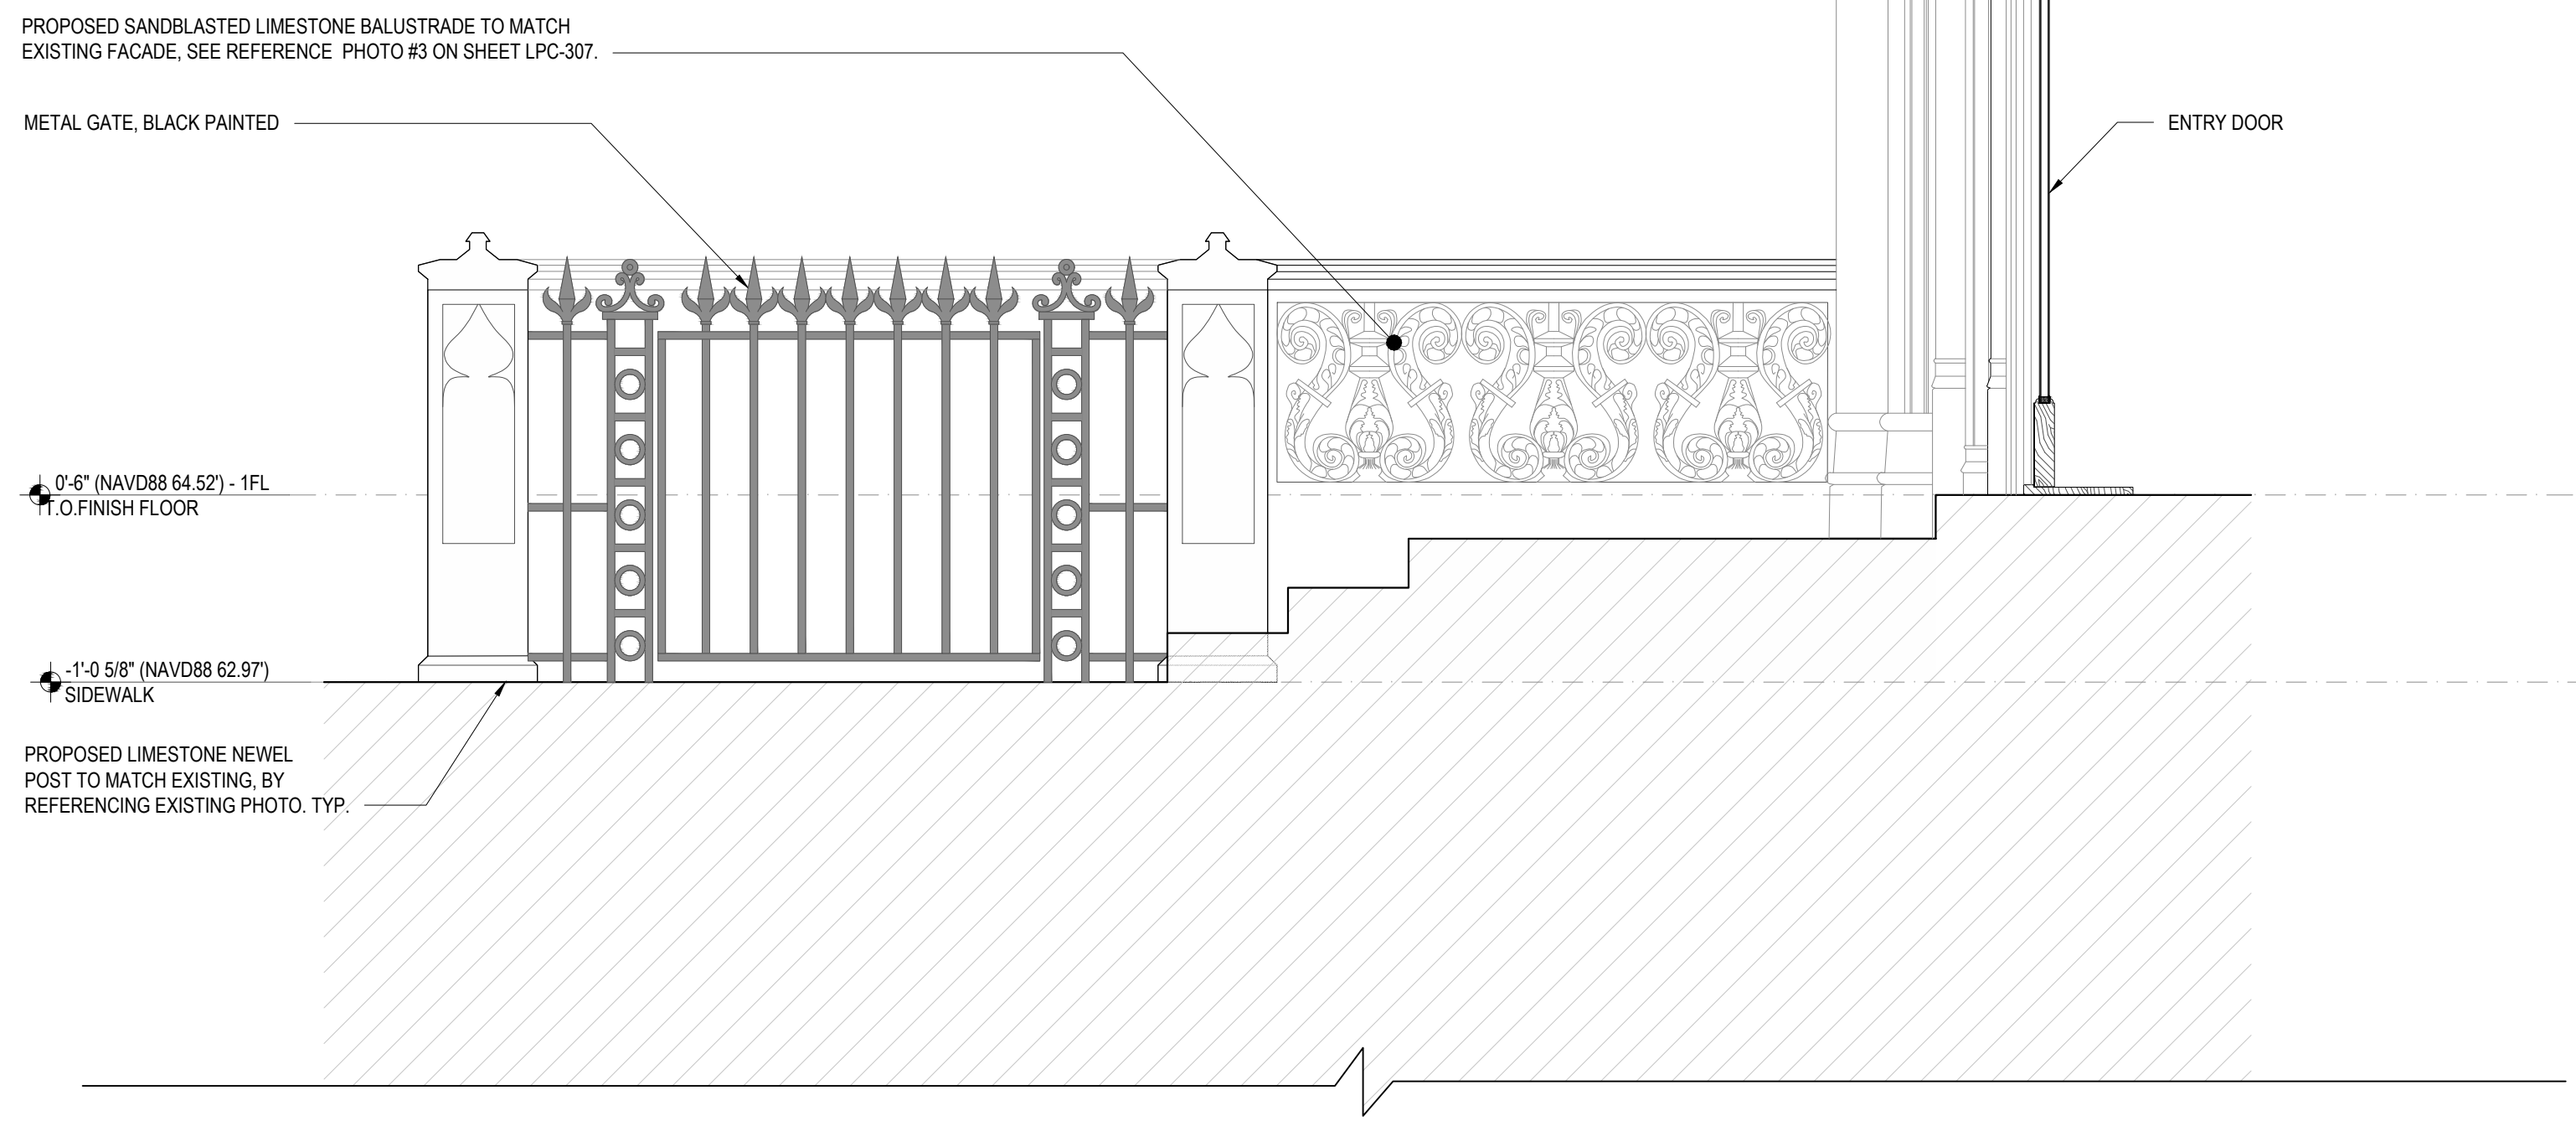 PROPOSED SANDBLASTED LIMESTONE BALUSTRADE TO MATCH
EXISTING FACADE, SEE REFERENCE PHOTO #3 ON SHEET LPC-307.
METAL GATE, BLACK PAINTED
ENTRY DOOR
0'-6" (NAVD88 64.52') - 1FL
T.O.FINISH FLOOR
-1'-0 5/8" (NAVD88 62.97')
SIDEWALK
PROPOSED LIMESTONE NEWEL
POST TO MATCH EXISTING, BY
REFERENCING EXISTING PHOTO. TYP.